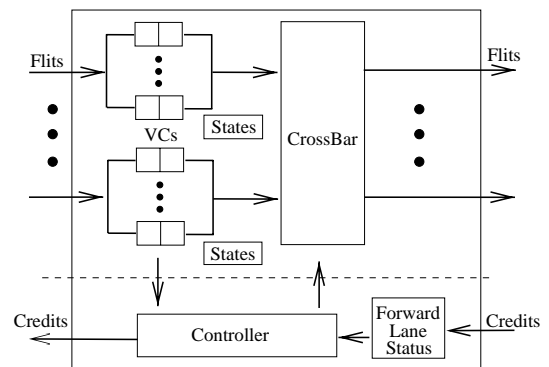 Flits
Flits
VCs
States
CrossBar
States
Credits
Controller
Forward
Lane
Status
Credits